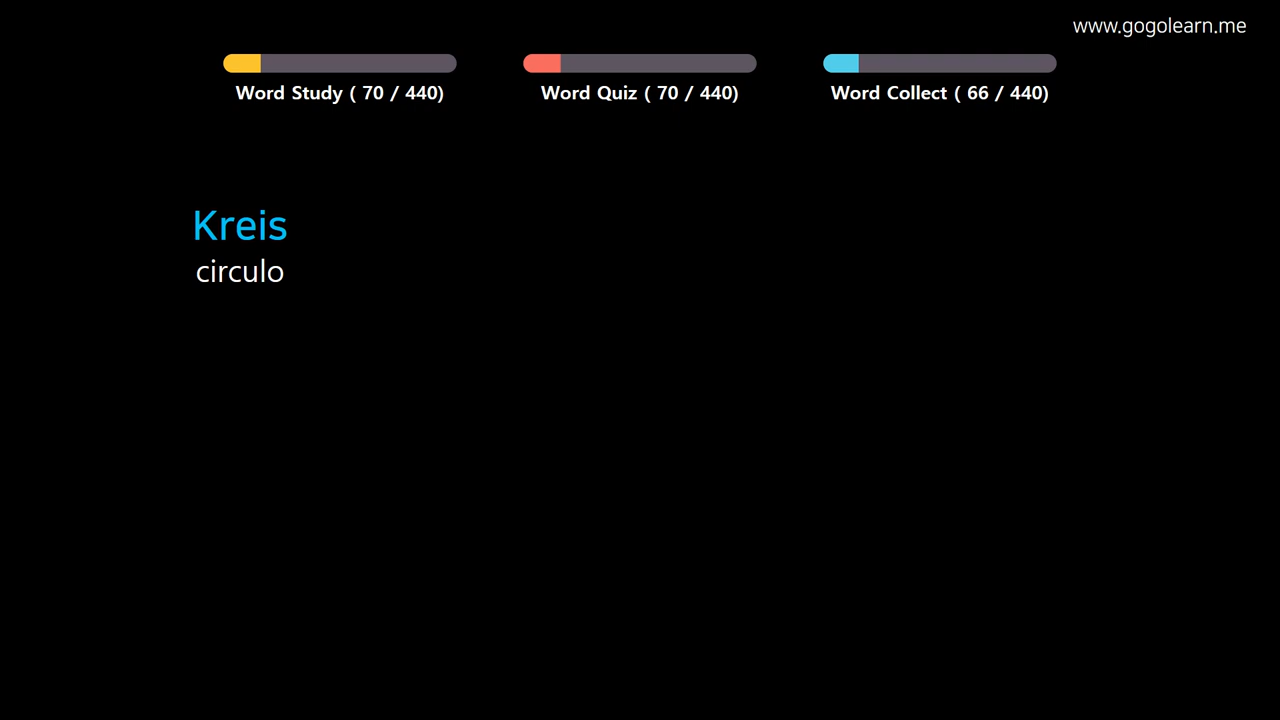 www.gogolearn.me
Word Study ( 70 / 440)
Word Quiz ( 70 / 440)
Word Collect ( 66 / 440)
Kreis
circulo